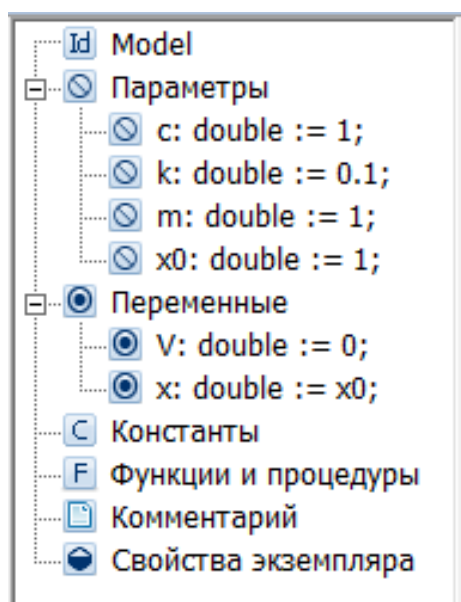 Id Model
Параметры
c: double := 1;
k: double := 0.1;
m: double := 1;
x0: double := 1;
Переменные
V: double := 0;
x: double := x0;
C Константы
F Функции и процедуры
Комментарий
Свойства экземпляра